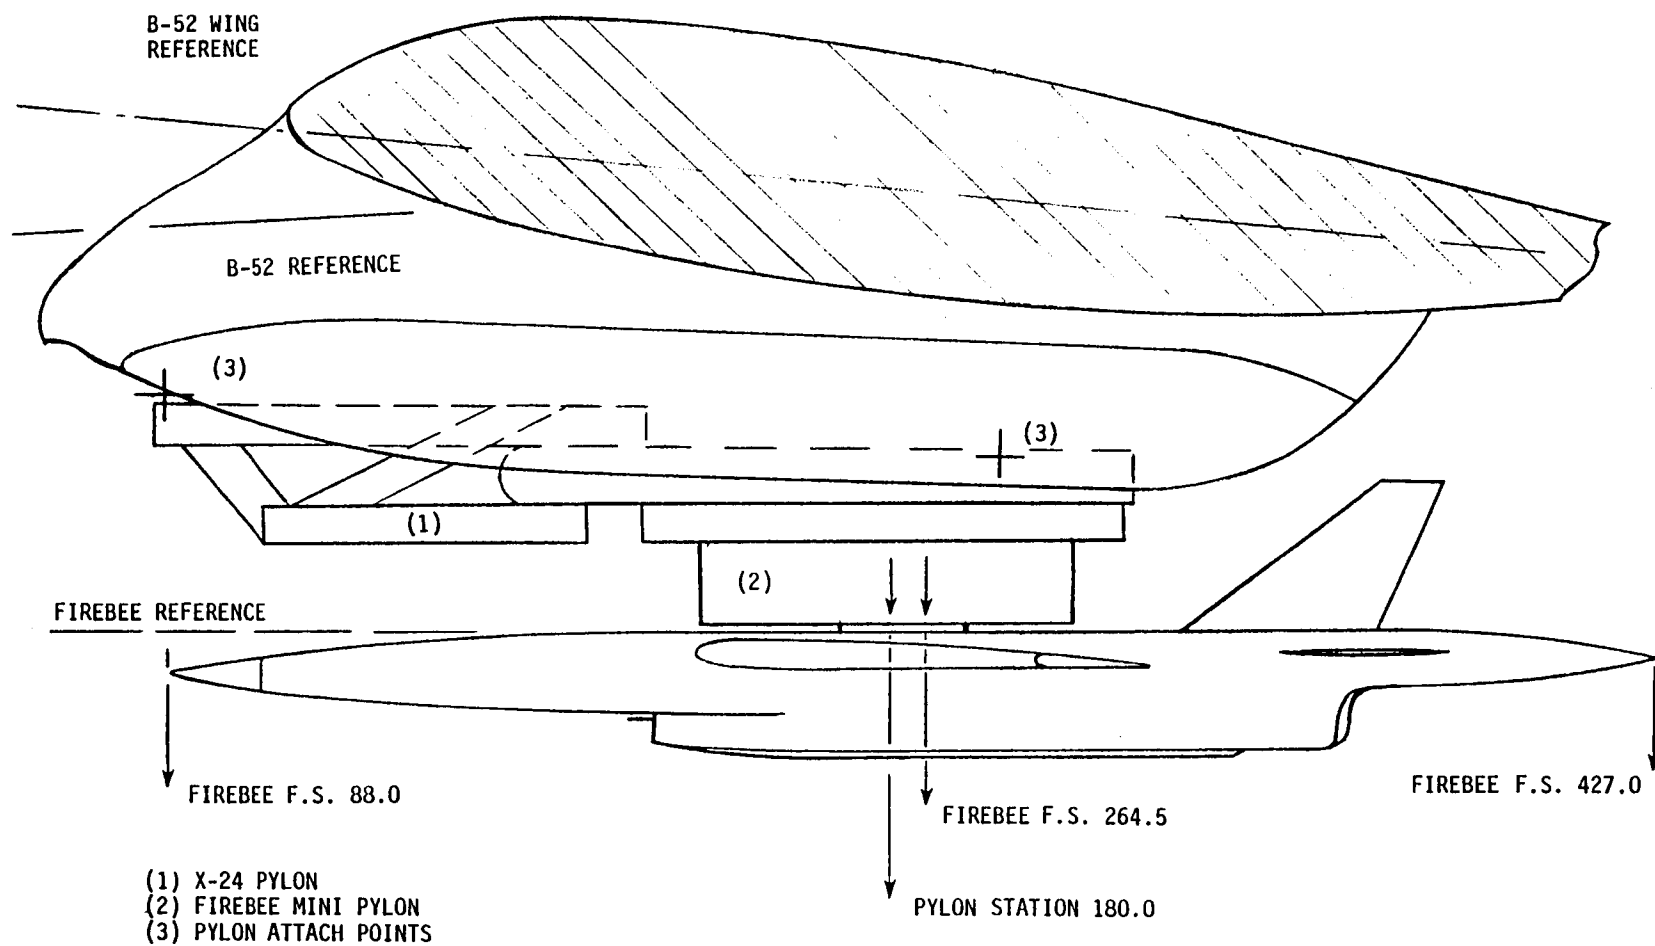 B-52 WING
REFERENCE
B-52 REFERENCE
(3)
(3)
(1)
(2)
FIREBEE REFERENCE
FIREBEE F.S. 88.0
FIREBEE F.S. 427.0
FIREBEE F.S. 264.5
PYLON STATION 180.0
(1) X-24 PYLON
(2) FIREBEE MINI PYLON
(3) PYLON ATTACH POINTS